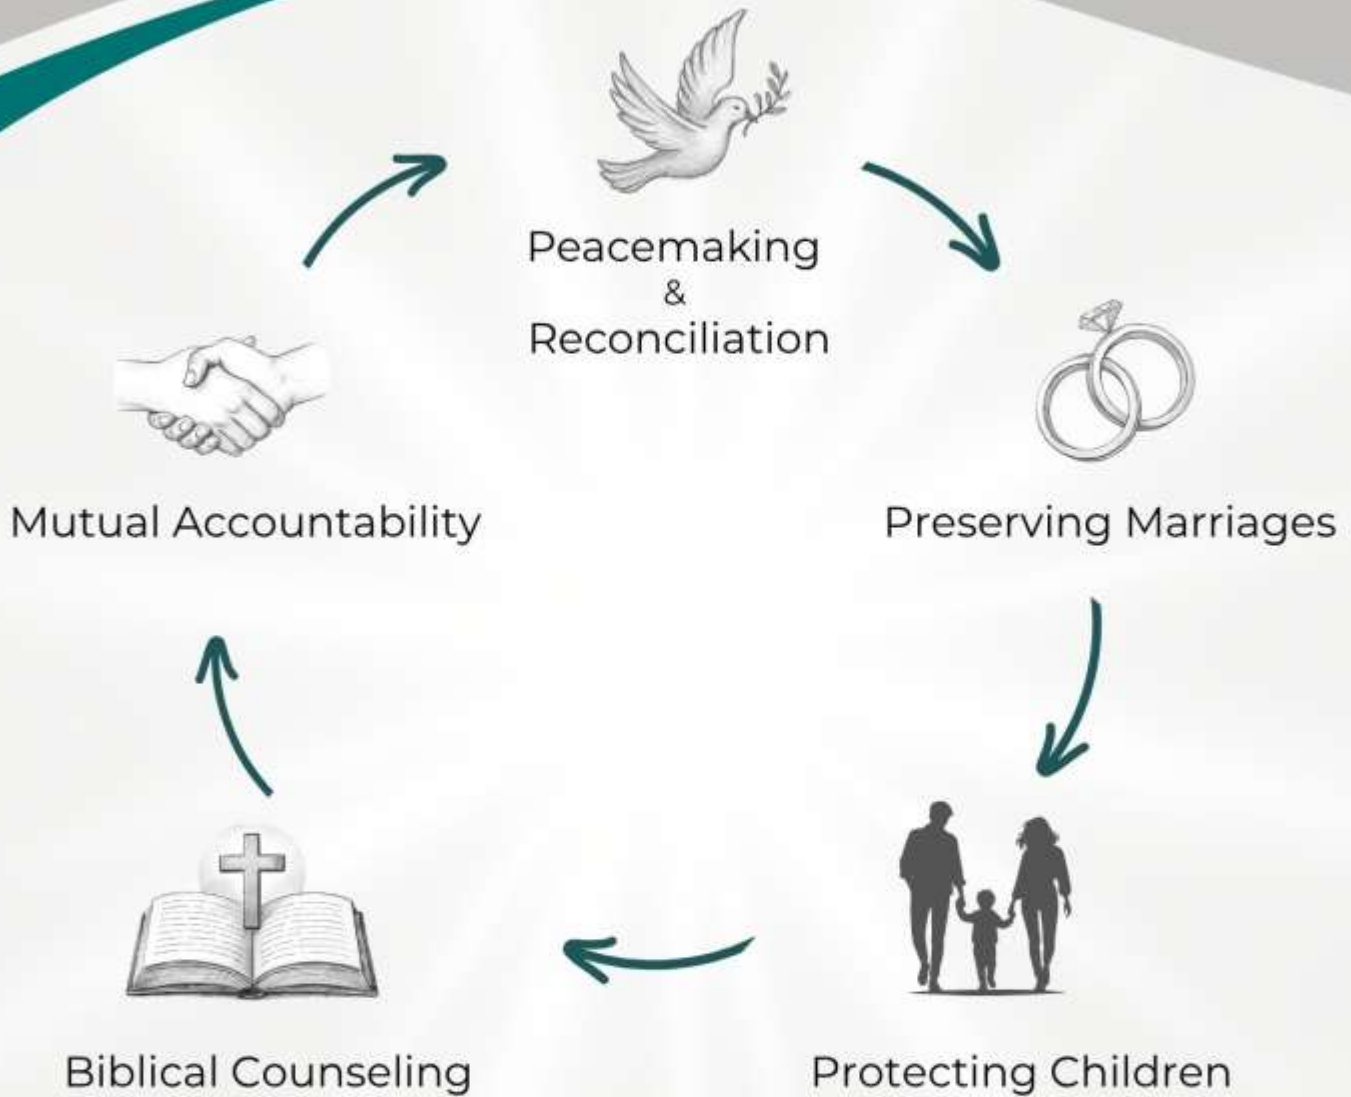 Peacemaking
&
Reconciliation
Preserving Marriages
Protecting Children
Biblical Counseling
Mutual Accountability